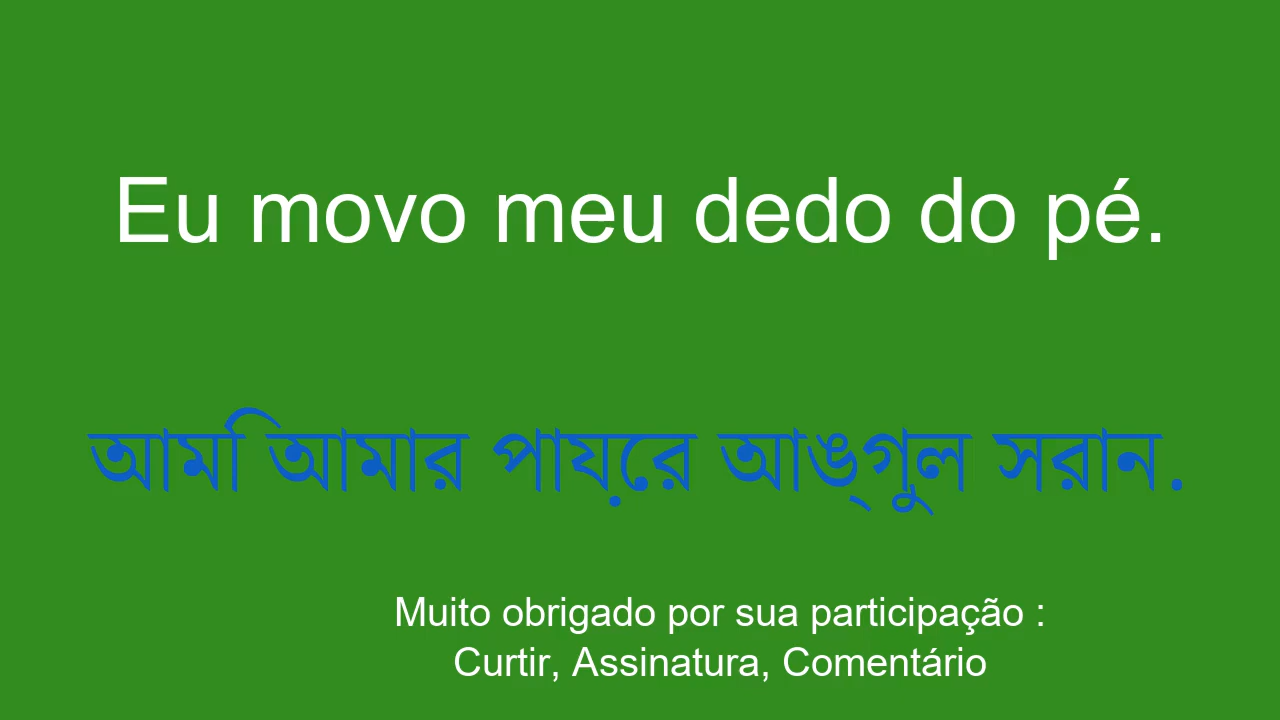 Eu movo meu dedo do pé.
আমি আমার পায়ের আঙ্গুল সরান.
Muito obrigado por sua participação :
Curtir, Assinatura, Comentário